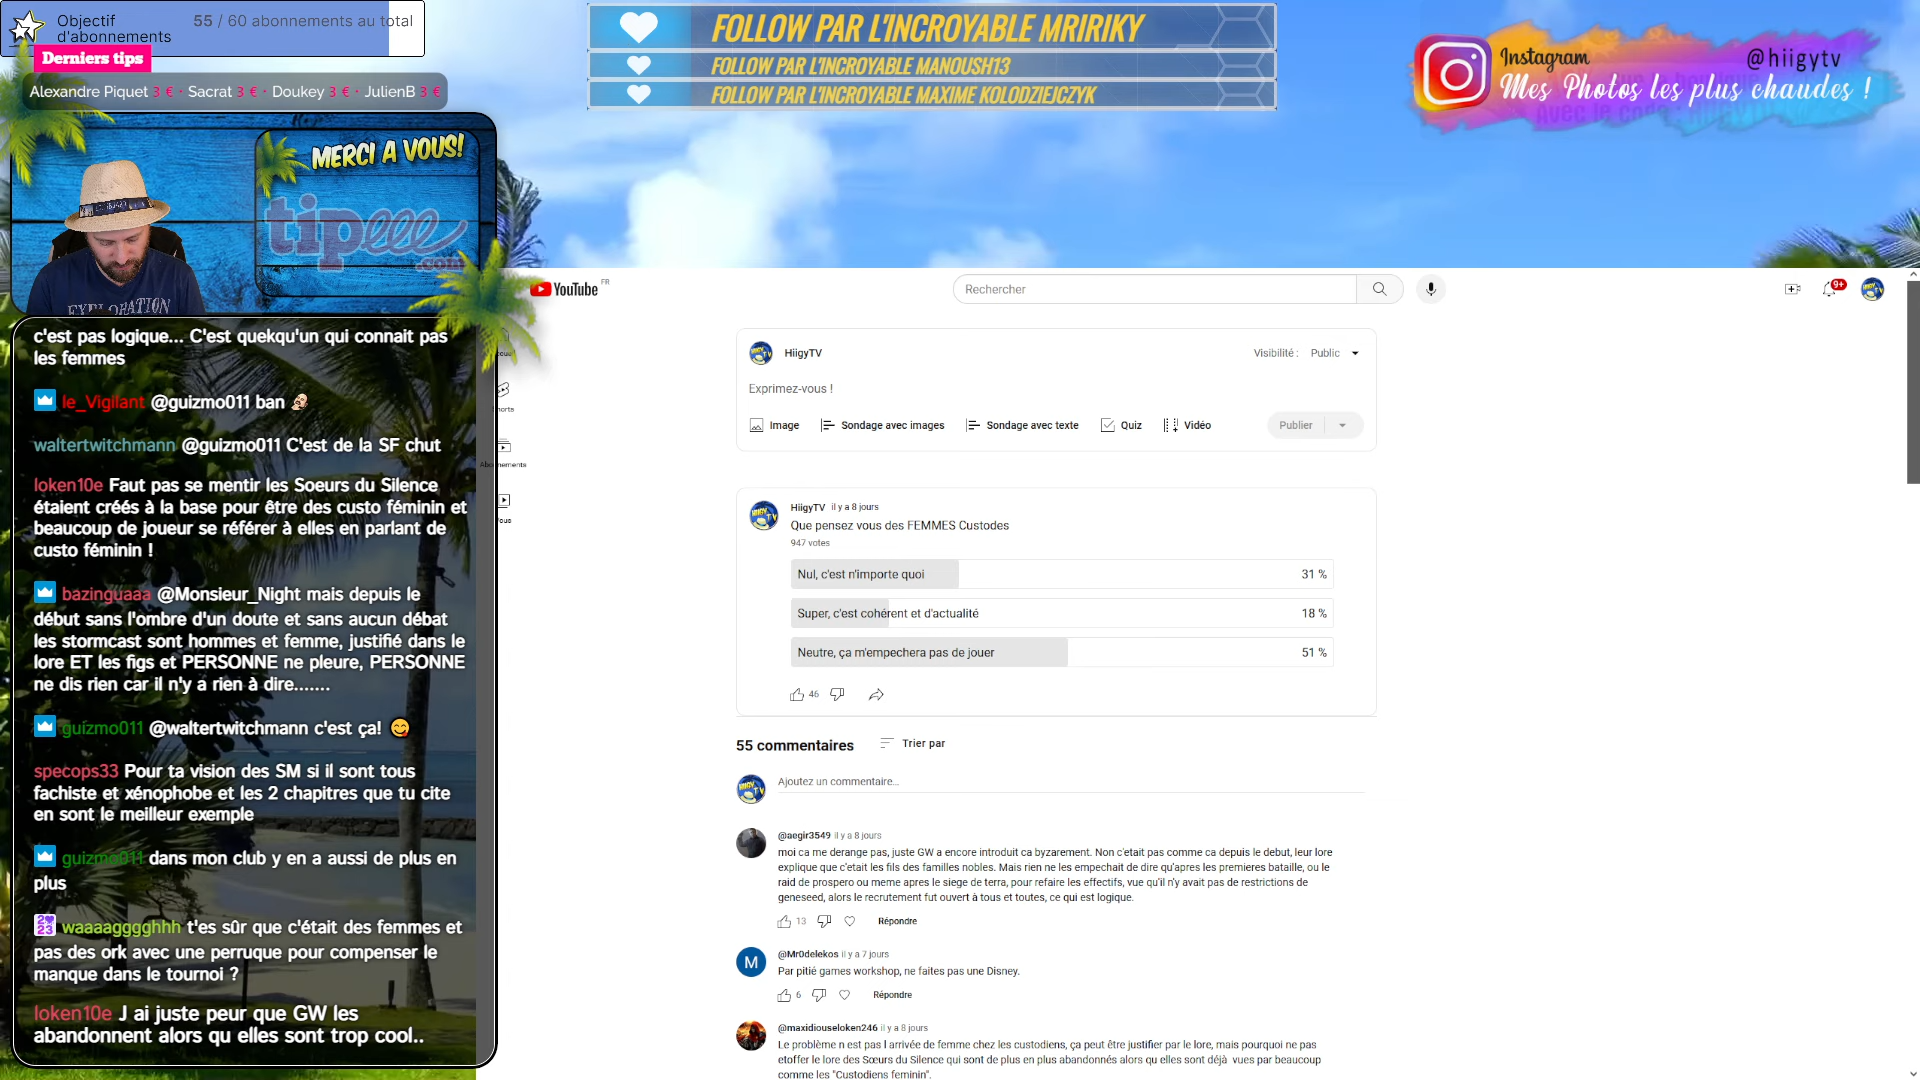 Objectif d'abonnements
55 / 60 abonnements au total
Derniers tips
Alexandre Piquet 3 € · Sacrat 3 € · Doukey 3 € · JulienB 3 €
MERCI A VOUS!
tipeee
.com
EXPLORATION
c'est pas logique... C'est quekqu'un qui connait pas
les femmes
le_Vigilant @guizmo011 ban
waltertwitchmann @guizmo011 C'est de la SF chut
loken10e Faut pas se mentir les Soeurs du Silence
étaient créés à la base pour être des custo féminin et
beaucoup de joueur se référer à elles en parlant de
custo féminin !
bazinguaaa @Monsieur_Night mais depuis le
début sans l'ombre d'un doute et sans aucun débat
les stormcast sont hommes et femme, justifié dans le
lore ET les figs et PERSONNE ne pleure, PERSONNE
ne dis rien car il n'y a rien à dire.......
guizmo011 @waltertwitchmann c'est ça! 😋
specops33 Pour ta vision des SM si il sont tous
fachiste et xénophobe et les 2 chapitres que tu cite
en sont le meilleur exemple
guizmo011 dans mon club y en a aussi de plus en
plus
2023 waaaagggghhh t'es sûr que c'était des femmes et
pas des ork avec une perruque pour compenser le
manque dans le tournoi ?
loken10e J ai juste peur que GW les
abandonnent alors qu elles sont trop cool..
FOLLOW PAR L'INCROYABLE MRIRIKY
FOLLOW PAR L'INCROYABLE MANOUSH13
FOLLOW PAR L'INCROYABLE MAXIME KOLODZIEJCZYK
Instagram
@hiigytv
Mes Photos les plus chaudes !
YouTube FR
Rechercher
9+
HiigyTV
Visibilité : Public
Exprimez-vous !
Image
Sondage avec images
Sondage avec texte
Quiz
Vidéo
Publier
HiigyTV il y a 8 jours
Que pensez vous des FEMMES Custodes
947 votes
Nul, c'est n'importe quoi 31 %
Super, c'est cohérent et d'actualité 18 %
Neutre, ça m'empechera pas de jouer 51 %
46
55 commentaires
Trier par
Ajoutez un commentaire...
@aegir3549 il y a 8 jours
moi ca me derange pas, juste GW a encore introduit ca byzarement. Non c'etait pas comme ca depuis le debut, leur lore
explique que c'etait les fils des familles nobles. Mais rien ne les empechait de dire qu'apres les premieres bataille, ou le
raid de prospero ou meme apres le siege de terra, pour refaire les effectifs, vue qu'il n'y avait pas de restrictions de
geneseed, alors le recrutement fut ouvert à tous et toutes, ce qui est logique.
13 Répondre
M
@Mr0delekos il y a 7 jours
Par pitié games workshop, ne faites pas une Disney.
6 Répondre
@maxidiouseloken246 il y a 8 jours
Le problème n est pas l arrivée de femme chez les custodiens, ça peut être justifier par le lore, mais pourquoi ne pas
etoffer le lore des Sœurs du Silence qui sont de plus en plus abandonnés alors qu elles sont déjà vues par beaucoup
comme les "Custodiens feminin".